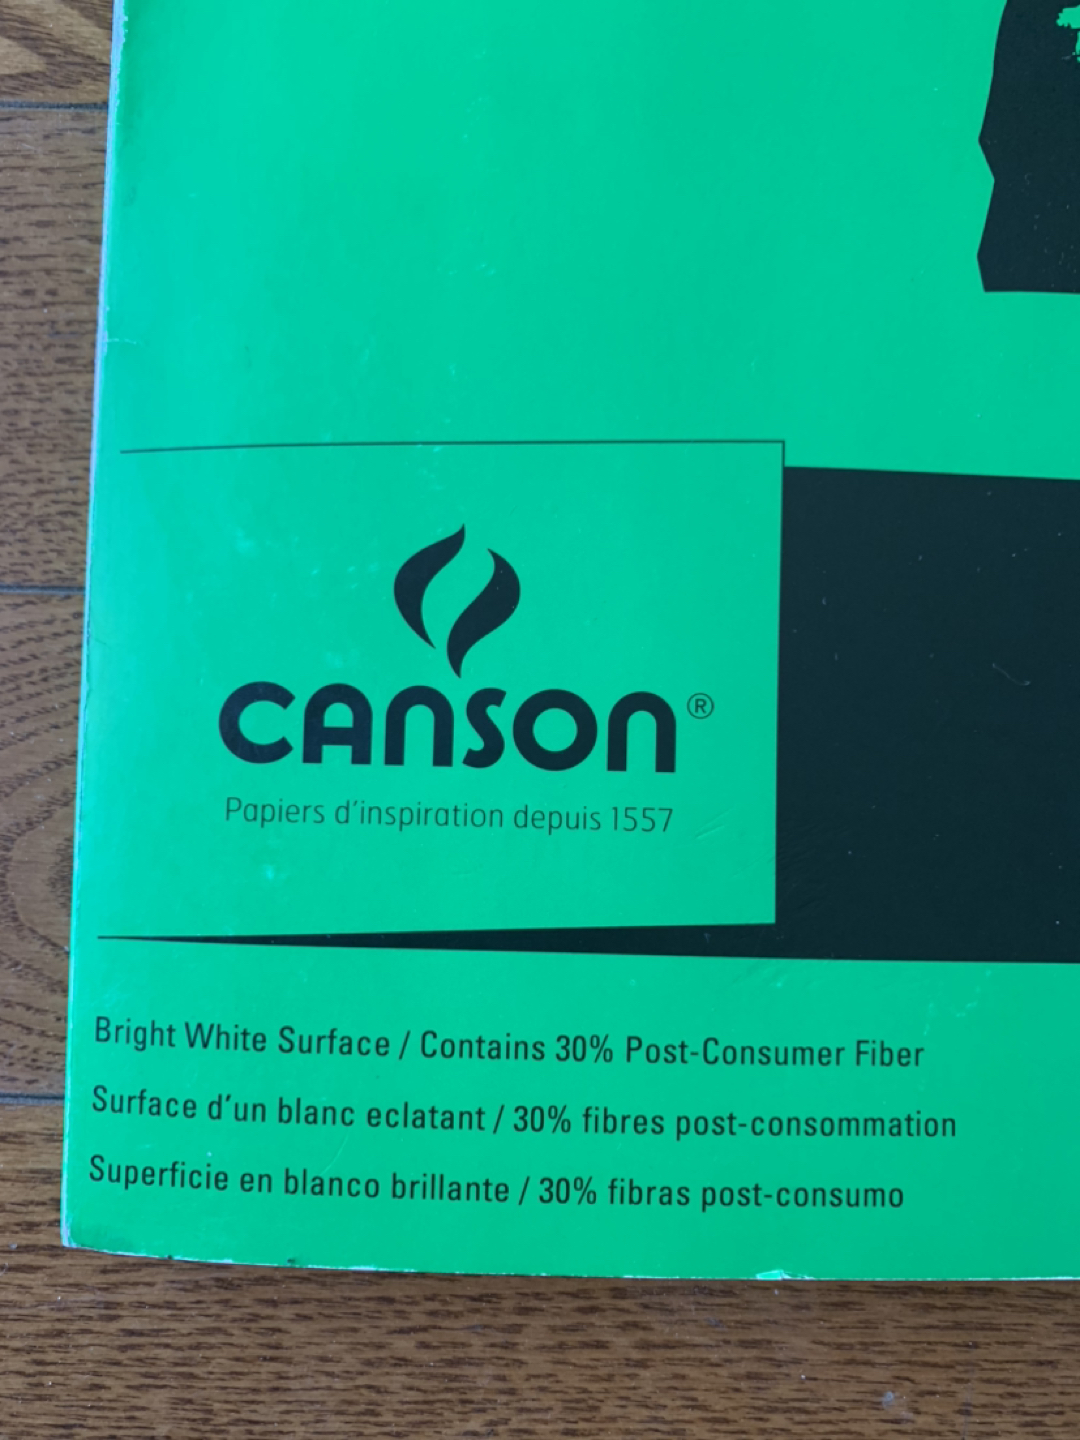 CANSON®
Papiers d'inspiration depuis 1557
Bright White Surface / Contains 30% Post-Consumer Fiber
Surface d'un blanc eclatant / 30% fibres post-consommation
Superficie en blanco brillante / 30% fibras post-consumo